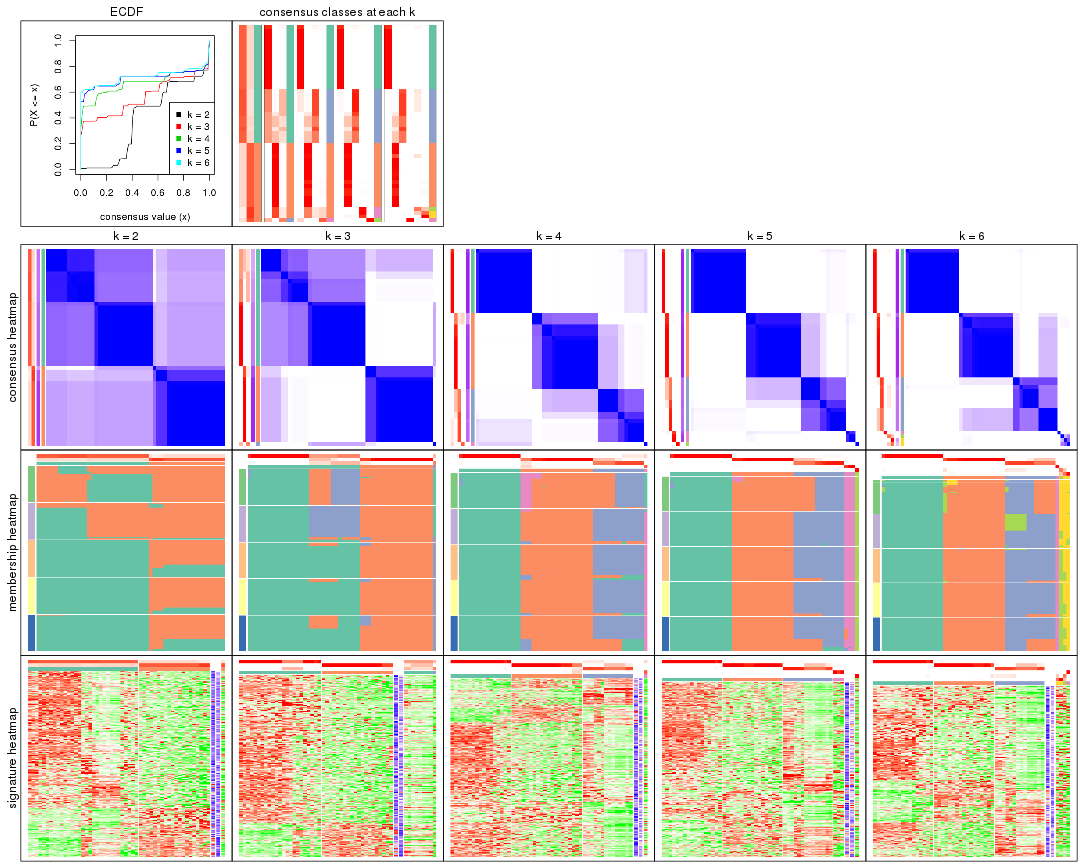 ECDF
consensus classes at each k
P(X <= x)
1.0
0.8
0.6
0.4
0.2
0.0
k = 2
k = 3
k = 4
k = 5
k = 6
0.0 0.2 0.4 0.6 0.8 1.0
consensus value (x)
k = 2
k = 3
k = 4
k = 5
k = 6
consensus heatmap
membership heatmap
signature heatmap